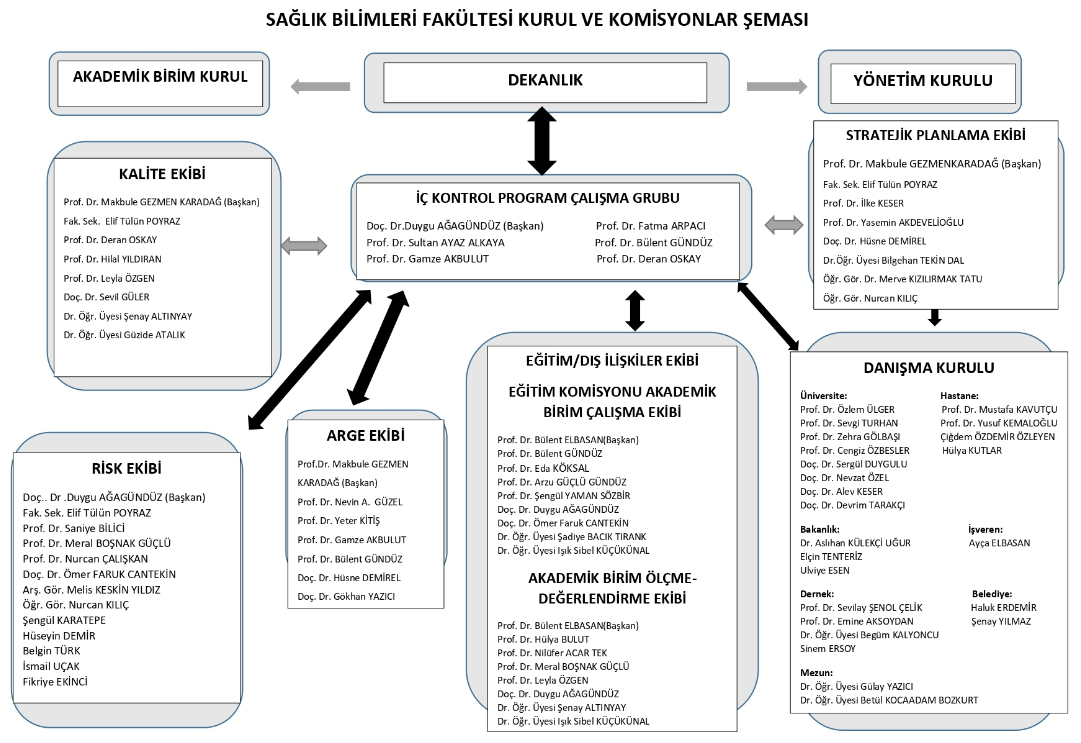 SAĞLIK BİLİMLERİ FAKÜLTESİ KURUL VE KOMİSYONLAR ŞEMASI
AKADEMİK BİRİM KURUL
DEKANLIK
YÖNETİM KURULU
KALİTE EKİBİ
Prof. Dr. Makbule GEZMEN KARADAĞ (Başkan)
Fak. Sek. Elif Tülün POYRAZ
Prof. Dr. Deran OSKAY
Prof. Dr. Hilal YILDIRAN
Prof. Dr. Leyla ÖZGEN
Doç. Dr. Sevil GÜLER
Dr. Öğr. Üyesi Şenay ALTINYAY
Dr. Öğr. Üyesi Güzide ATALIK
İÇ KONTROL PROGRAM ÇALIŞMA GRUBU
Doç. Dr.Duygu AĞAGÜNDÜZ (Başkan)
Prof. Dr. Sultan AYAZ ALKAYA
Prof. Dr. Gamze AKBULUT
Prof. Dr. Fatma ARPACI
Prof. Dr. Bülent GÜNDÜZ
Prof. Dr. Deran OSKAY
STRATEJİK PLANLAMA EKİBİ
Prof. Dr. Makbule GEZMENKARADAĞ (Başkan)
Fak. Sek. Elif Tülün POYRAZ
Prof. Dr. İlke KESER
Prof. Dr. Yasemin AKDEVELİOĞLU
Doç. Dr. Hüsne DEMİREL
Dr.Öğr. Üyesi Bilgehan TEKİN DAL
Öğr. Gör. Dr. Merve KIZILIRMAK TATU
Öğr. Gör. Nurcan KILIÇ
RİSK EKİBİ
Doç.. Dr .Duygu AĞAGÜNDÜZ (Başkan)
Fak. Sek. Elif Tülün POYRAZ
Prof. Dr. Saniye BİLİCİ
Prof. Dr. Meral BOŞNAK GÜÇLÜ
Prof. Dr. Nurcan ÇALIŞKAN
Doç. Dr. Ömer FARUK CANTEKİN
Arş. Gör. Melis KESKİN YILDIZ
Öğr. Gör. Nurcan KILIÇ
Şengül KARATEPE
Hüseyin DEMİR
Belgin TÜRK
İsmail UÇAK
Fikriye EKİNCİ
ARGE EKİBİ
Prof.Dr. Makbule GEZMEN
KARADAĞ (Başkan)
Prof. Dr. Nevin A. GÜZEL
Prof. Dr. Yeter KİTİŞ
Prof. Dr. Gamze AKBULUT
Prof. Dr. Bülent GÜNDÜZ
Doç. Dr. Hüsne DEMİREL
Doç. Dr. Gökhan YAZICI
EĞİTİM/DIŞ İLİŞKİLER EKİBİ
EĞİTİM KOMİSYONU AKADEMİK
BİRİM ÇALIŞMA EKİBİ
Prof. Dr. Bülent ELBASAN(Başkan)
Prof. Dr. Bülent GÜNDÜZ
Prof. Dr. Eda KÖKSAL
Prof. Dr. Arzu GÜÇLÜ GÜNDÜZ
Prof. Dr. Şengül YAMAN SÖZBİR
Doç. Dr. Duygu AĞAGÜNDÜZ
Doç. Dr. Ömer Faruk CANTEKİN
Dr. Öğr. Üyesi Şadiye BACIK TIRANK
Dr. Öğr. Üyesi Işık Sibel KÜÇÜKÜNAL
AKADEMİK BİRİM ÖLÇME-
DEĞERLENDİRME EKİBİ
Prof. Dr. Bülent ELBASAN(Başkan)
Prof. Dr. Hülya BULUT
Prof. Dr. Nilüfer ACAR TEK
Prof. Dr. Meral BOŞNAK GÜÇLÜ
Prof. Dr. Leyla ÖZGEN
Doç. Dr. Duygu AĞAGÜNDÜZ
Dr. Öğr. Üyesi Şenay ALTINYAY
Dr. Öğr. Üyesi Işık Sibel KÜÇÜKÜNAL
DANIŞMA KURULU
Üniversite:
Prof. Dr. Özlem ÜLGER
Prof. Dr. Sevgi TURHAN
Prof. Dr. Zehra GÖLBAŞI
Prof. Dr. Cengiz ÖZBESLER
Doç. Dr. Sergül DUYGULU
Doç. Dr. Nevzat ÖZEL
Doç. Dr. Alev KESER
Doç. Dr. Devrim TARAKÇI
Hastane:
Prof. Dr. Mustafa KAVUTÇU
Prof. Dr. Yusuf KEMALOĞLU
Çiğdem ÖZDEMİR ÖZLEYEN
Hülya KUTLAR
Bakanlık:
Dr. Aslıhan KÜLEKÇİ UĞUR
Elçin TENTERİZ
Ulviye ESEN
İşveren:
Ayça ELBASAN
Dernek:
Prof. Dr. Sevilay ŞENOL ÇELİK
Prof. Dr. Emine AKSOYDAN
Dr. Öğr. Üyesi Begüm KALYONCU
Sinem ERSOY
Belediye:
Haluk ERDEMİR
Şenay YILMAZ
Mezun:
Dr. Öğr. Üyesi Gülay YAZICI
Dr. Öğr. Üyesi Betül KOCAADAM BOZKURT